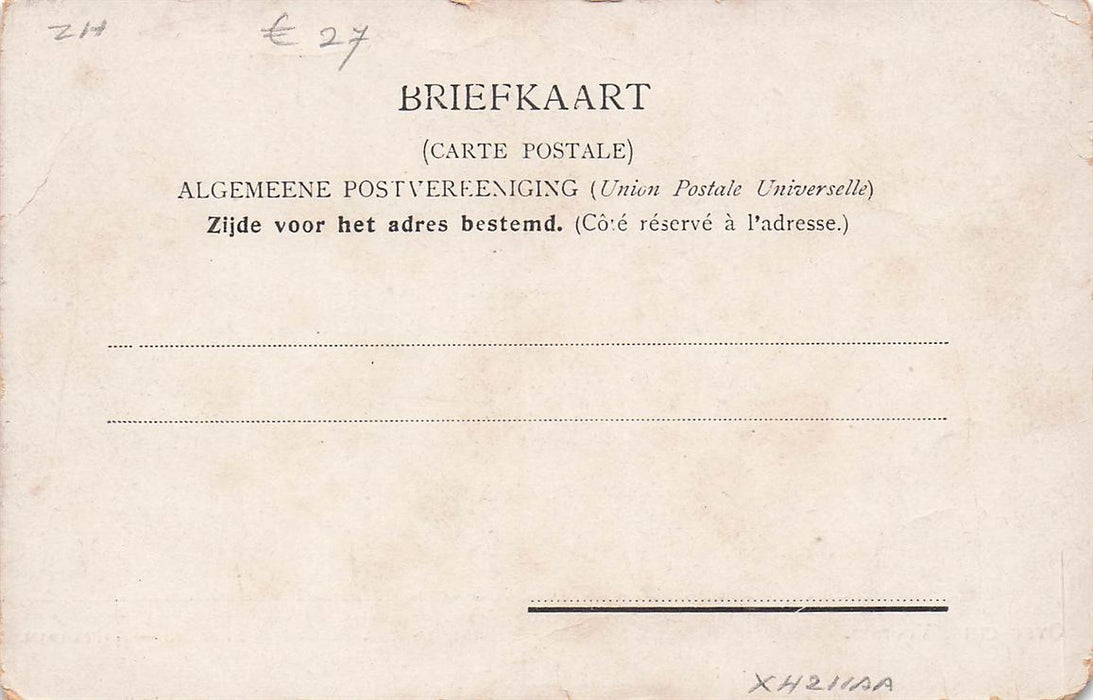 ZH € 27
BRIEFKAART
(CARTE POSTALE)
ALGEMEENE POSTVEREENIGING (Union Postale Universelle)
Zijde voor het adres bestemd. (Côté réservé à l'adresse.)
XH211AA